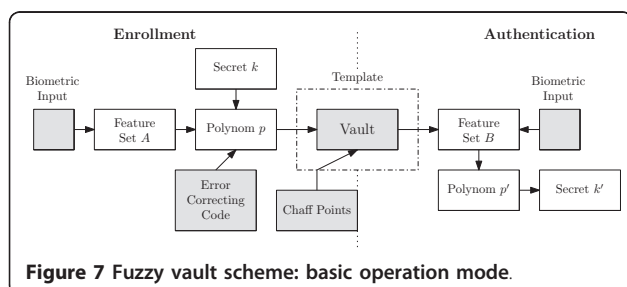 Enrollment
Authentication
Biometric
Input
Secret k
Template
Biometric
Input
Feature
Set A
Polynom p
Vault
Feature
Set B
Error
Correcting
Code
Chaff Points
Polynom p′
Secret k′
Figure 7 Fuzzy vault scheme: basic operation mode.